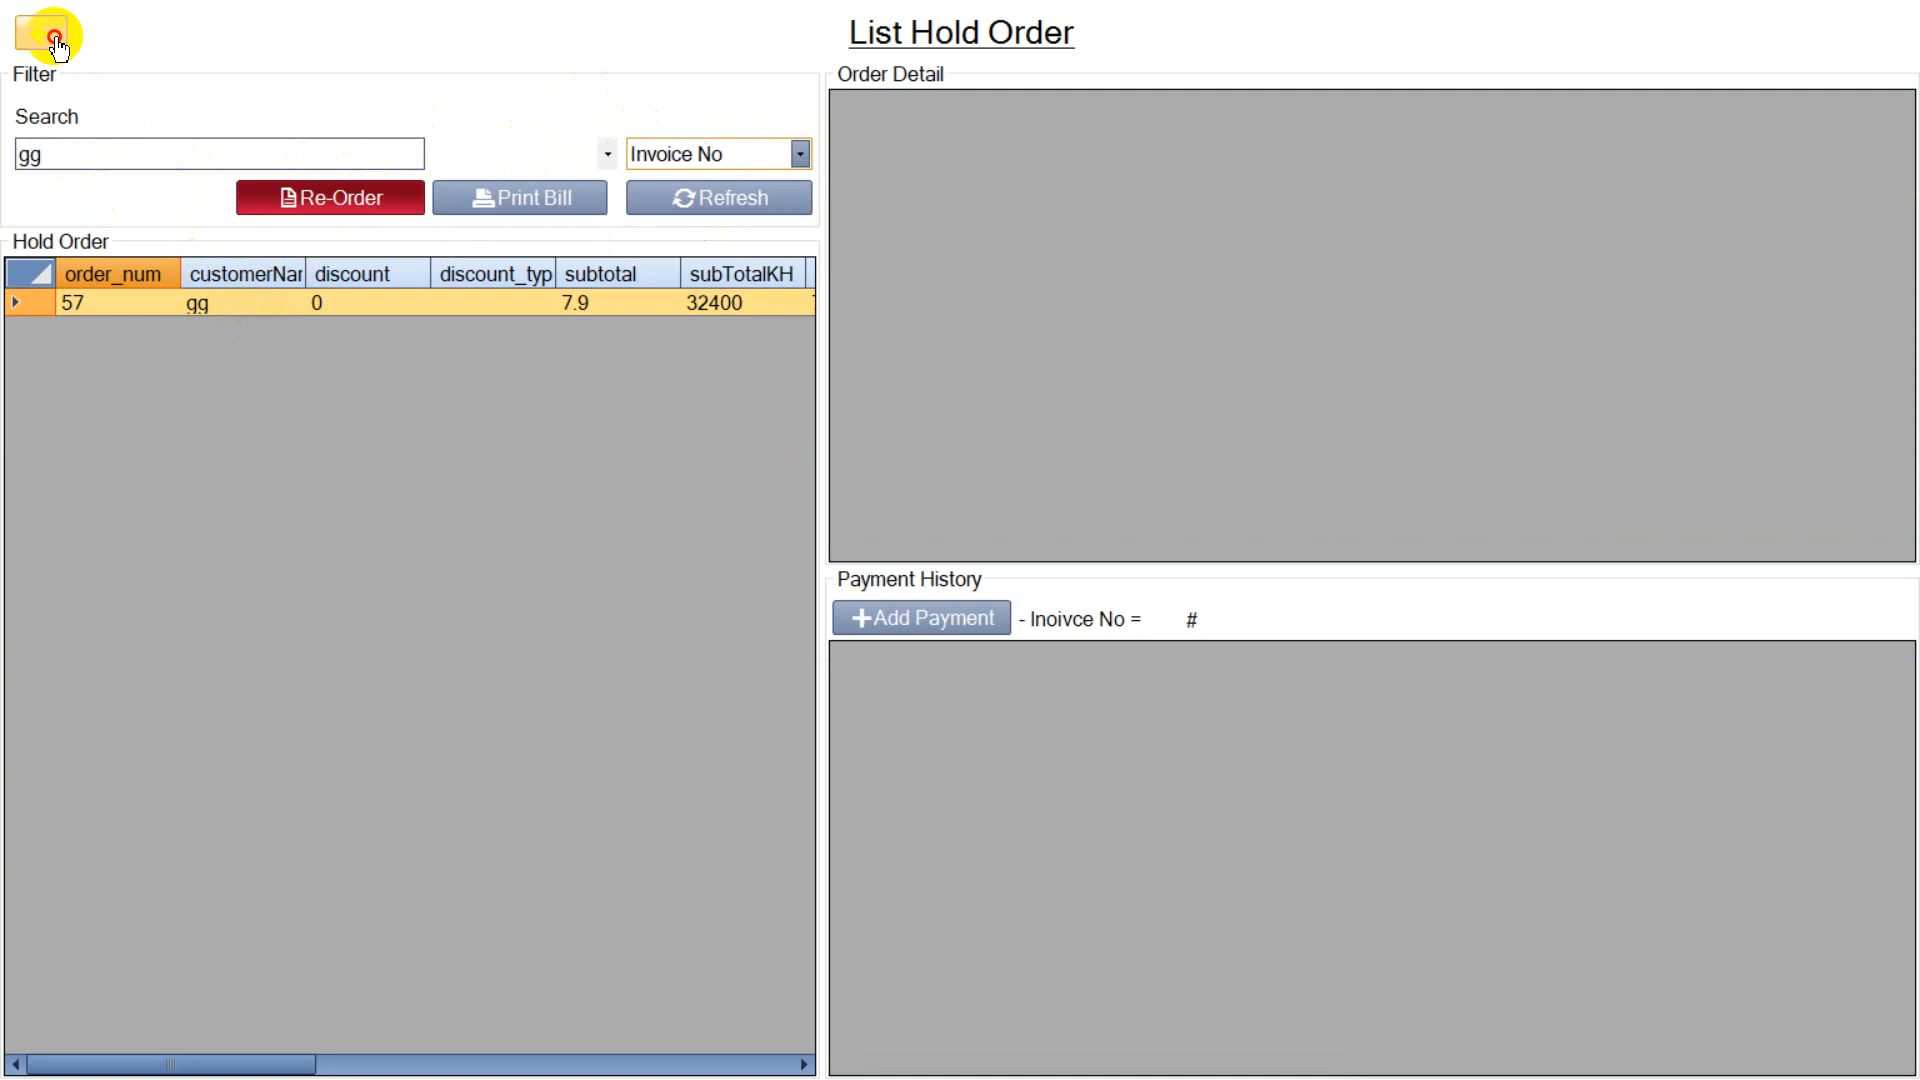 List Hold Order
Filter
Search
gg
Invoice No
Re-Order
Print Bill
Refresh
Hold Order
order_num customerNar discount discount_typ subtotal subTotalKH
57 gg 0 7.9 32400
Order Detail
Payment History
+Add Payment - Inoivce No = #